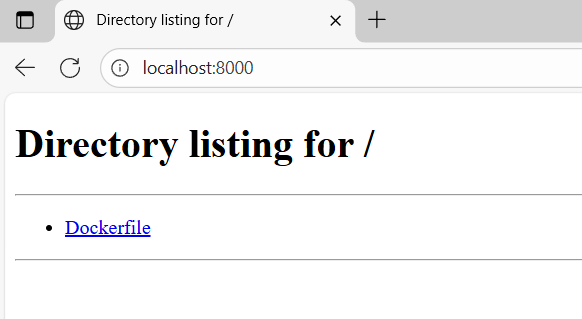 Directory listing for /
localhost:8000
Directory listing for /
Dockerfile